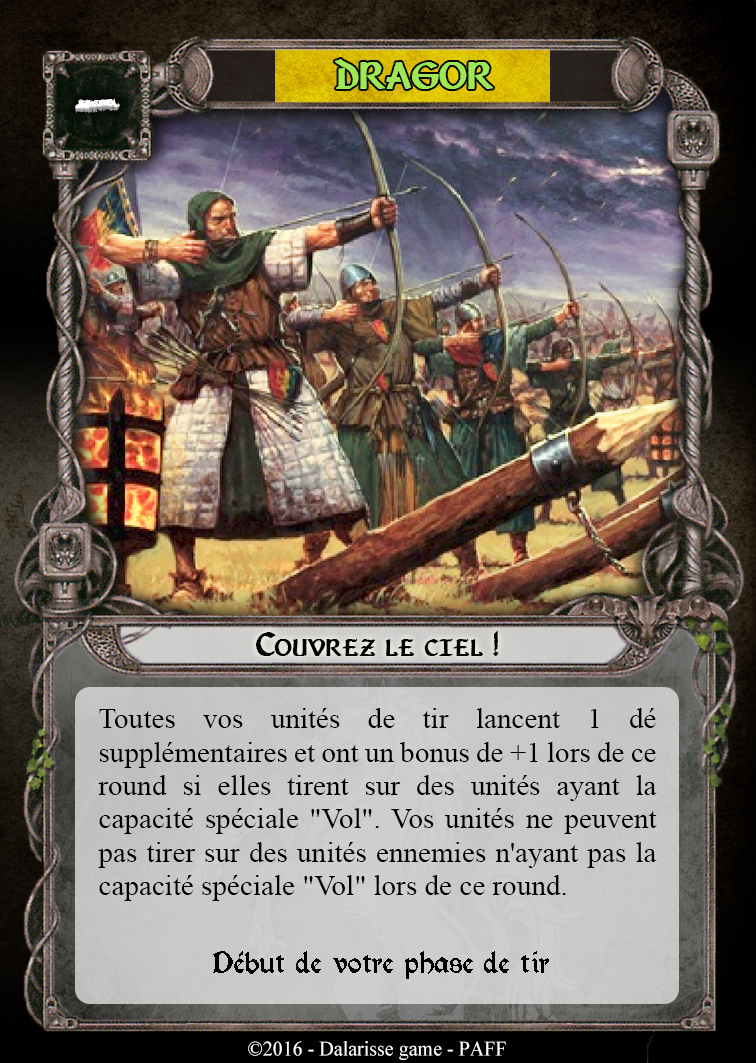 DRAGOR
Couvrez le ciel !
Toutes vos unités de tir lancent 1 dé
supplémentaires et ont un bonus de +1 lors de ce
round si elles tirent sur des unités ayant la
capacité spéciale "Vol". Vos unités ne peuvent
pas tirer sur des unités ennemies n'ayant pas la
capacité spéciale "Vol" lors de ce round.
Début de votre phase de tir
©2016 - Dalarisse game - PAFF